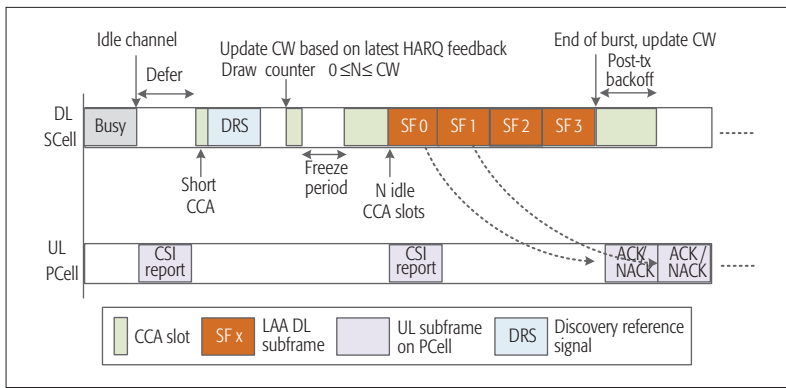 Idle channel
Defer
Update CW based on latest HARQ feedback
Draw counter 0≤N≤ CW
End of burst, update CW
Post-tx
backoff
DL
SCell
Busy
DRS
SF 0
SF 1
SF 2
SF 3
Short
CCA
Freeze
period
N idle
CCA slots
UL
PCell
CSI
report
CSI
report
ACK/
NACK
ACK/
NACK
CCA slot
SF x
LAA DL
subframe
UL subframe
on PCell
DRS
Discovery reference
signal